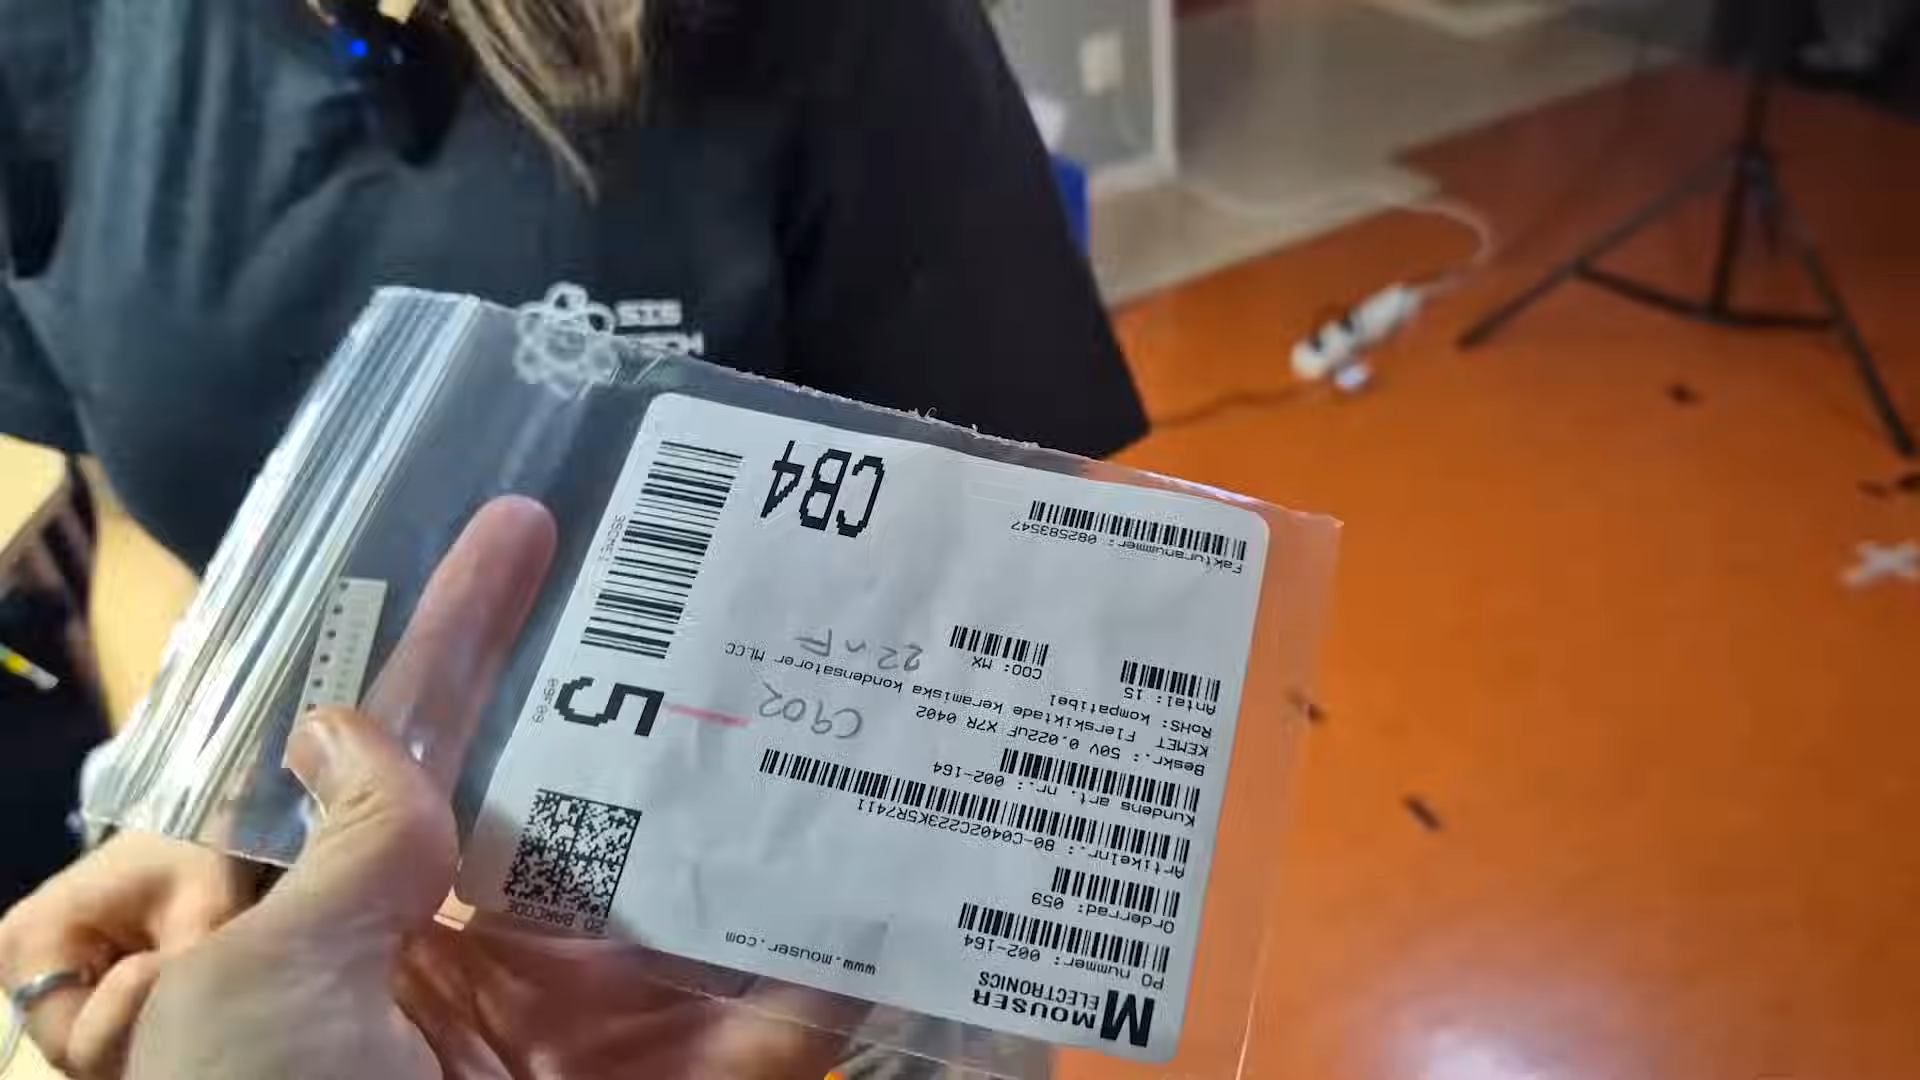 MOUSER
ELECTRONICS
www.mouser.com
PO nummer: 002-164
Orderrad: 059
Artikelnr.: 80-C0402C223K5R7411
Kundens art. nr.: 002-164
Beskr.: 50V 0.022uF X7R 0402
KEMET Flerskiktade keramiska kondensatorer MLCC
RoHS: Kompatibel
Antal: 15
COO: MX
Fakturanummer: 082583547
2D BARCODE
5
CB4
C902
22nF
SIS